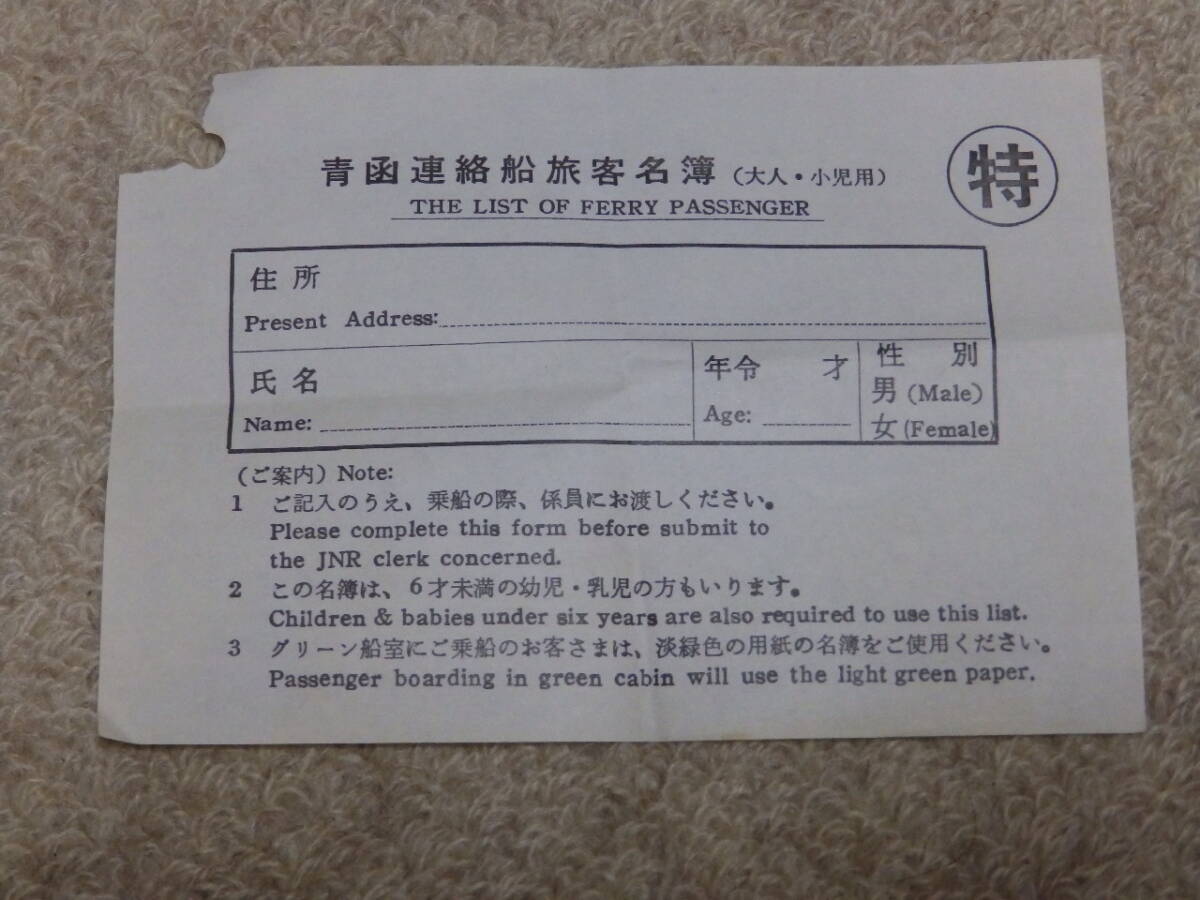 青函連絡船旅客名簿（大人・小児用）
特
THE LIST OF FERRY PASSENGER
住所
Present Address:
氏名
Name:
年令 才
Age:
性別
男 (Male)
女 (Female)
（ご案内）Note:
1 ご記入のうえ、乗船の際、係員にお渡しください。
Please complete this form before submit to
the JNR clerk concerned.
2 この名簿は、6才未満の幼児・乳児の方もいります。
Children & babies under six years are also required to use this list.
3 グリーン船室にご乗船のお客さまは、淡緑色の用紙の名簿をご使用ください。
Passenger boarding in green cabin will use the light green paper.